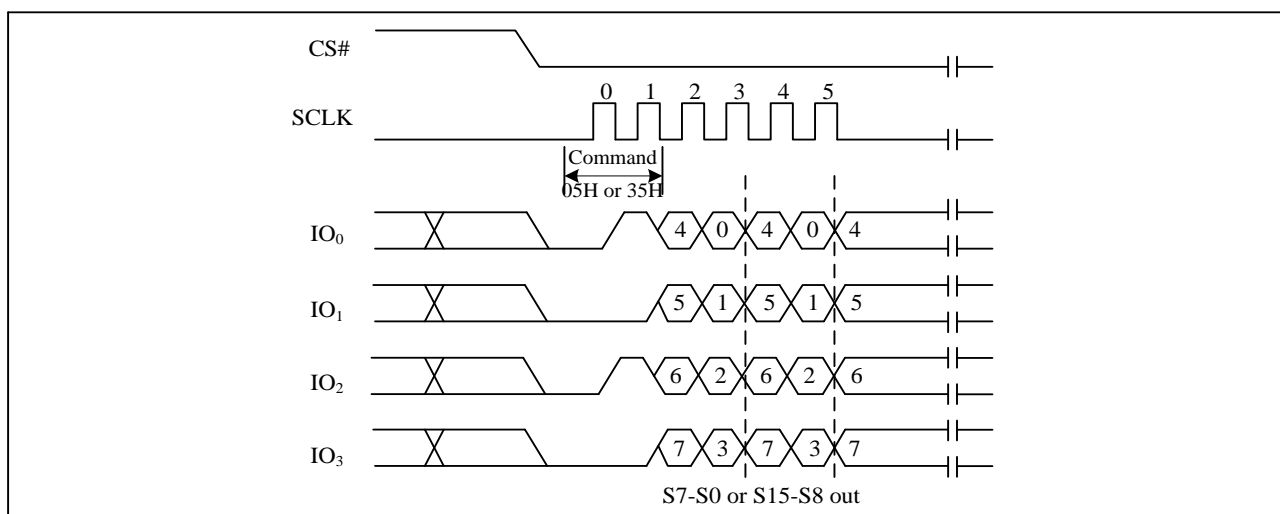 CS#
0 1 2 3 4 5
SCLK
Command
05H or 35H
IO₀ 4 0 4 0 4
IO₁ 5 1 5 1 5
IO₂ 6 2 6 2 6
IO₃ 7 3 7 3 7
S7-S0 or S15-S8 out